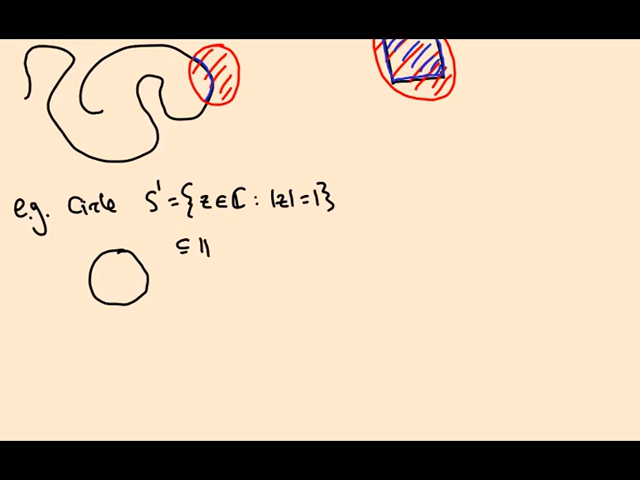 e.g. Circle S¹ = {z ∈ ℂ : |z| = 1}
⊆